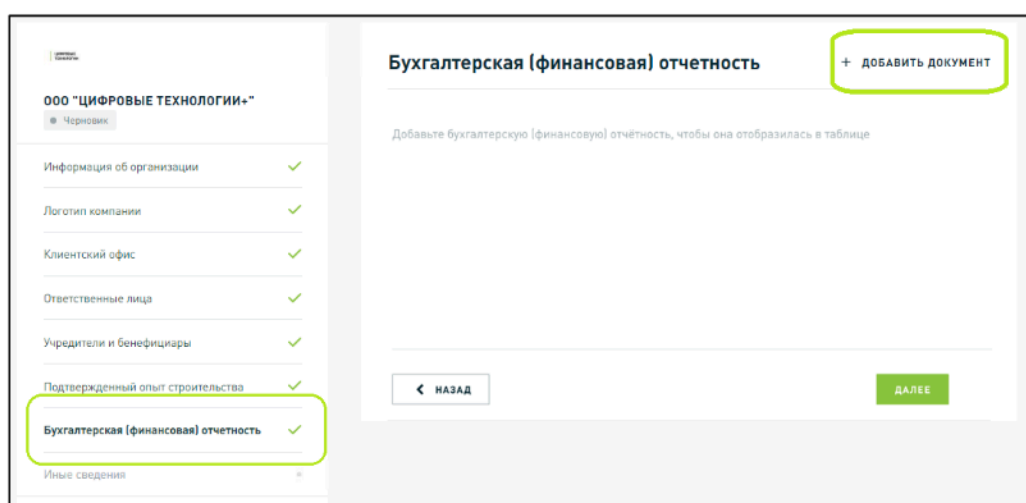 ООО "ЦИФРОВЫЕ ТЕХНОЛОГИИ+"
Черновик
Информация об организации
Логотип компании
Клиентский офис
Ответственные лица
Учредители и бенефициары
Подтвержденный опыт строительства
Бухгалтерская (финансовая) отчетность
Иные сведения
Бухгалтерская (финансовая) отчетность
+ ДОБАВИТЬ ДОКУМЕНТ
Добавьте бухгалтерскую (финансовую) отчётность, чтобы она отобразилась в таблице
НАЗАД
ДАЛЕЕ